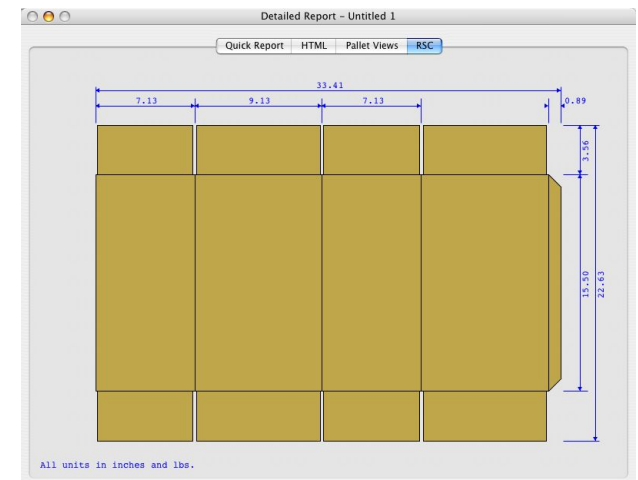 Detailed Report – Untitled 1
Quick Report HTML Pallet Views RSC
33.41
7.13 9.13 7.13 0.89
3.56
15.50
22.63
All units in inches and lbs.